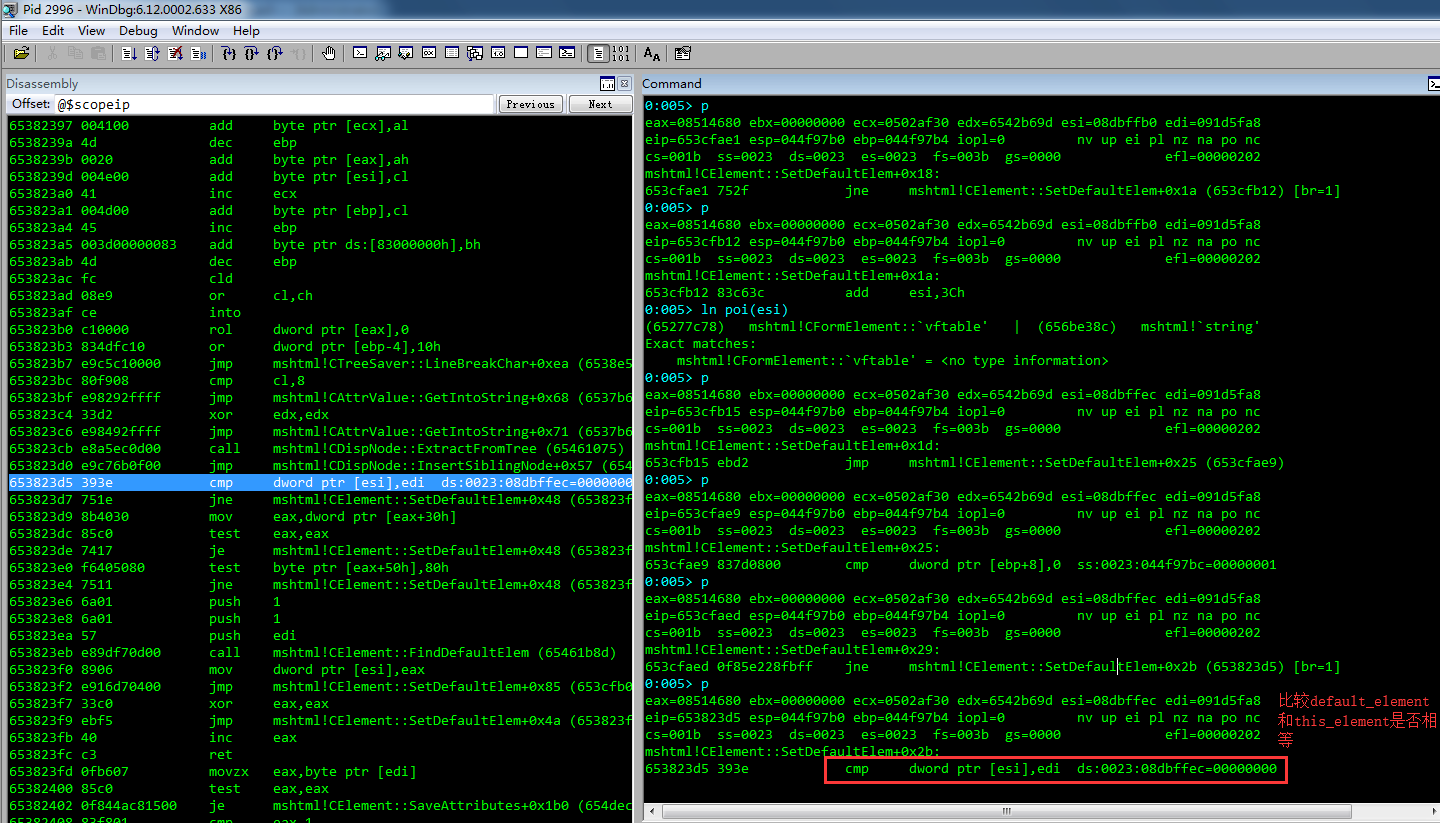 Pid 2996 - WinDbg:6.12.0002.633 X86
File Edit View Debug Window Help
Disassembly
Offset: @$scopeip Previous Next
65382397 004100 add byte ptr [ecx],al
6538239a 4d dec ebp
6538239b 0020 add byte ptr [eax],ah
6538239d 004e00 add byte ptr [esi],cl
653823a0 41 inc ecx
653823a1 004d00 add byte ptr [ebp],cl
653823a4 45 inc ebp
653823a5 003d00000083 add byte ptr ds:[83000000h],bh
653823ab 4d dec ebp
653823ac fc cld
653823ad 08e9 or cl,ch
653823af ce into
653823b0 c10000 rol dword ptr [eax],0
653823b3 834dfc10 or dword ptr [ebp-4],10h
653823b7 e9c5c10000 jmp mshtml!CTreeSaver::LineBreakChar+0xea (6538e5
653823bc 80f908 cmp cl,8
653823bf e98292ffff jmp mshtml!CAttrValue::GetIntoString+0x68 (6537b6
653823c4 33d2 xor edx,edx
653823c6 e98492ffff jmp mshtml!CAttrValue::GetIntoString+0x71 (6537b6
653823cb e8a5ec0d00 call mshtml!CDispNode::ExtractFromTree (65461075)
653823d0 e9c76b0f00 jmp mshtml!CDispNode::InsertSiblingNode+0x57 (654
653823d5 393e cmp dword ptr [esi],edi ds:0023:08dbffec=0000000
653823d7 751e jne mshtml!CElement::SetDefaultElem+0x48 (653823f
653823d9 8b4030 mov eax,dword ptr [eax+30h]
653823dc 85c0 test eax,eax
653823de 7417 je mshtml!CElement::SetDefaultElem+0x48 (653823f
653823e0 f6405080 test byte ptr [eax+50h],80h
653823e4 7511 jne mshtml!CElement::SetDefaultElem+0x48 (653823f
653823e6 6a01 push 1
653823e8 6a01 push 1
653823ea 57 push edi
653823eb e89df70d00 call mshtml!CElement::FindDefaultElem (65461b8d)
653823f0 8906 mov dword ptr [esi],eax
653823f2 e916d70400 jmp mshtml!CElement::SetDefaultElem+0x85 (653cfb0
653823f7 33c0 xor eax,eax
653823f9 ebf5 jmp mshtml!CElement::SetDefaultElem+0x4a (653823f
653823fb 40 inc eax
653823fc c3 ret
653823fd 0fb607 movzx eax,byte ptr [edi]
65382400 85c0 test eax,eax
65382402 0f844ac81500 je mshtml!CElement::SaveAttributes+0x1b0 (654dec
65382408 83f801 cmp eax,1
Command
0:005> p
eax=08514680 ebx=00000000 ecx=0502af30 edx=6542b69d esi=08dbffb0 edi=091d5fa8
eip=653cfae1 esp=044f97b0 ebp=044f97b0 iopl=0 nv up ei pl nz na po nc
cs=001b ss=0023 ds=0023 es=0023 fs=003b gs=0000 efl=00000202
mshtml!CElement::SetDefaultElem+0x18:
653cfae1 752f jne mshtml!CElement::SetDefaultElem+0x1a (653cfb12) [br=1]
0:005> p
eax=08514680 ebx=00000000 ecx=0502af30 edx=6542b69d esi=08dbffb0 edi=091d5fa8
eip=653cfb12 esp=044f97b0 ebp=044f97b0 iopl=0 nv up ei pl nz na po nc
cs=001b ss=0023 ds=0023 es=0023 fs=003b gs=0000 efl=00000202
mshtml!CElement::SetDefaultElem+0x1a:
653cfb12 83c63c add esi,3Ch
0:005> ln poi(esi)
(65277c78) mshtml!CFormElement::`vftable' | (656be38c) mshtml!`string'
Exact matches:
mshtml!CFormElement::`vftable' = <no type information>
0:005> p
eax=08514680 ebx=00000000 ecx=0502af30 edx=6542b69d esi=08dbffec edi=091d5fa8
eip=653cfb15 esp=044f97b0 ebp=044f97b0 iopl=0 nv up ei pl nz na po nc
cs=001b ss=0023 ds=0023 es=0023 fs=003b gs=0000 efl=00000202
mshtml!CElement::SetDefaultElem+0x1d:
653cfb15 ebd2 jmp mshtml!CElement::SetDefaultElem+0x25 (653cfae9)
0:005> p
eax=08514680 ebx=00000000 ecx=0502af30 edx=6542b69d esi=08dbffec edi=091d5fa8
eip=653cfae9 esp=044f97b0 ebp=044f97b0 iopl=0 nv up ei pl nz na po nc
cs=001b ss=0023 ds=0023 es=0023 fs=003b gs=0000 efl=00000202
mshtml!CElement::SetDefaultElem+0x25:
653cfae9 837d0800 cmp dword ptr [ebp+8],0 ss:0023:044f97bc=00000001
0:005> p
eax=08514680 ebx=00000000 ecx=0502af30 edx=6542b69d esi=08dbffec edi=091d5fa8
eip=653cfaed esp=044f97b0 ebp=044f97b0 iopl=0 nv up ei pl nz na po nc
cs=001b ss=0023 ds=0023 es=0023 fs=003b gs=0000 efl=00000202
mshtml!CElement::SetDefaultElem+0x29:
653cfaed 0f85e228fbff jne mshtml!CElement::SetDefaultElem+0x2b (653823d5) [br=1]
0:005> p
eax=08514680 ebx=00000000 ecx=0502af30 edx=6542b69d esi=08dbffec edi=091d5fa8
eip=653823d5 esp=044f97b0 ebp=044f97b0 iopl=0 nv up ei pl nz na po nc
cs=001b ss=0023 ds=0023 es=0023 fs=003b gs=0000 efl=00000202
mshtml!CElement::SetDefaultElem+0x2b:
653823d5 393e cmp dword ptr [esi],edi ds:0023:08dbffec=00000000
比较default_element
和this_element是否相
等